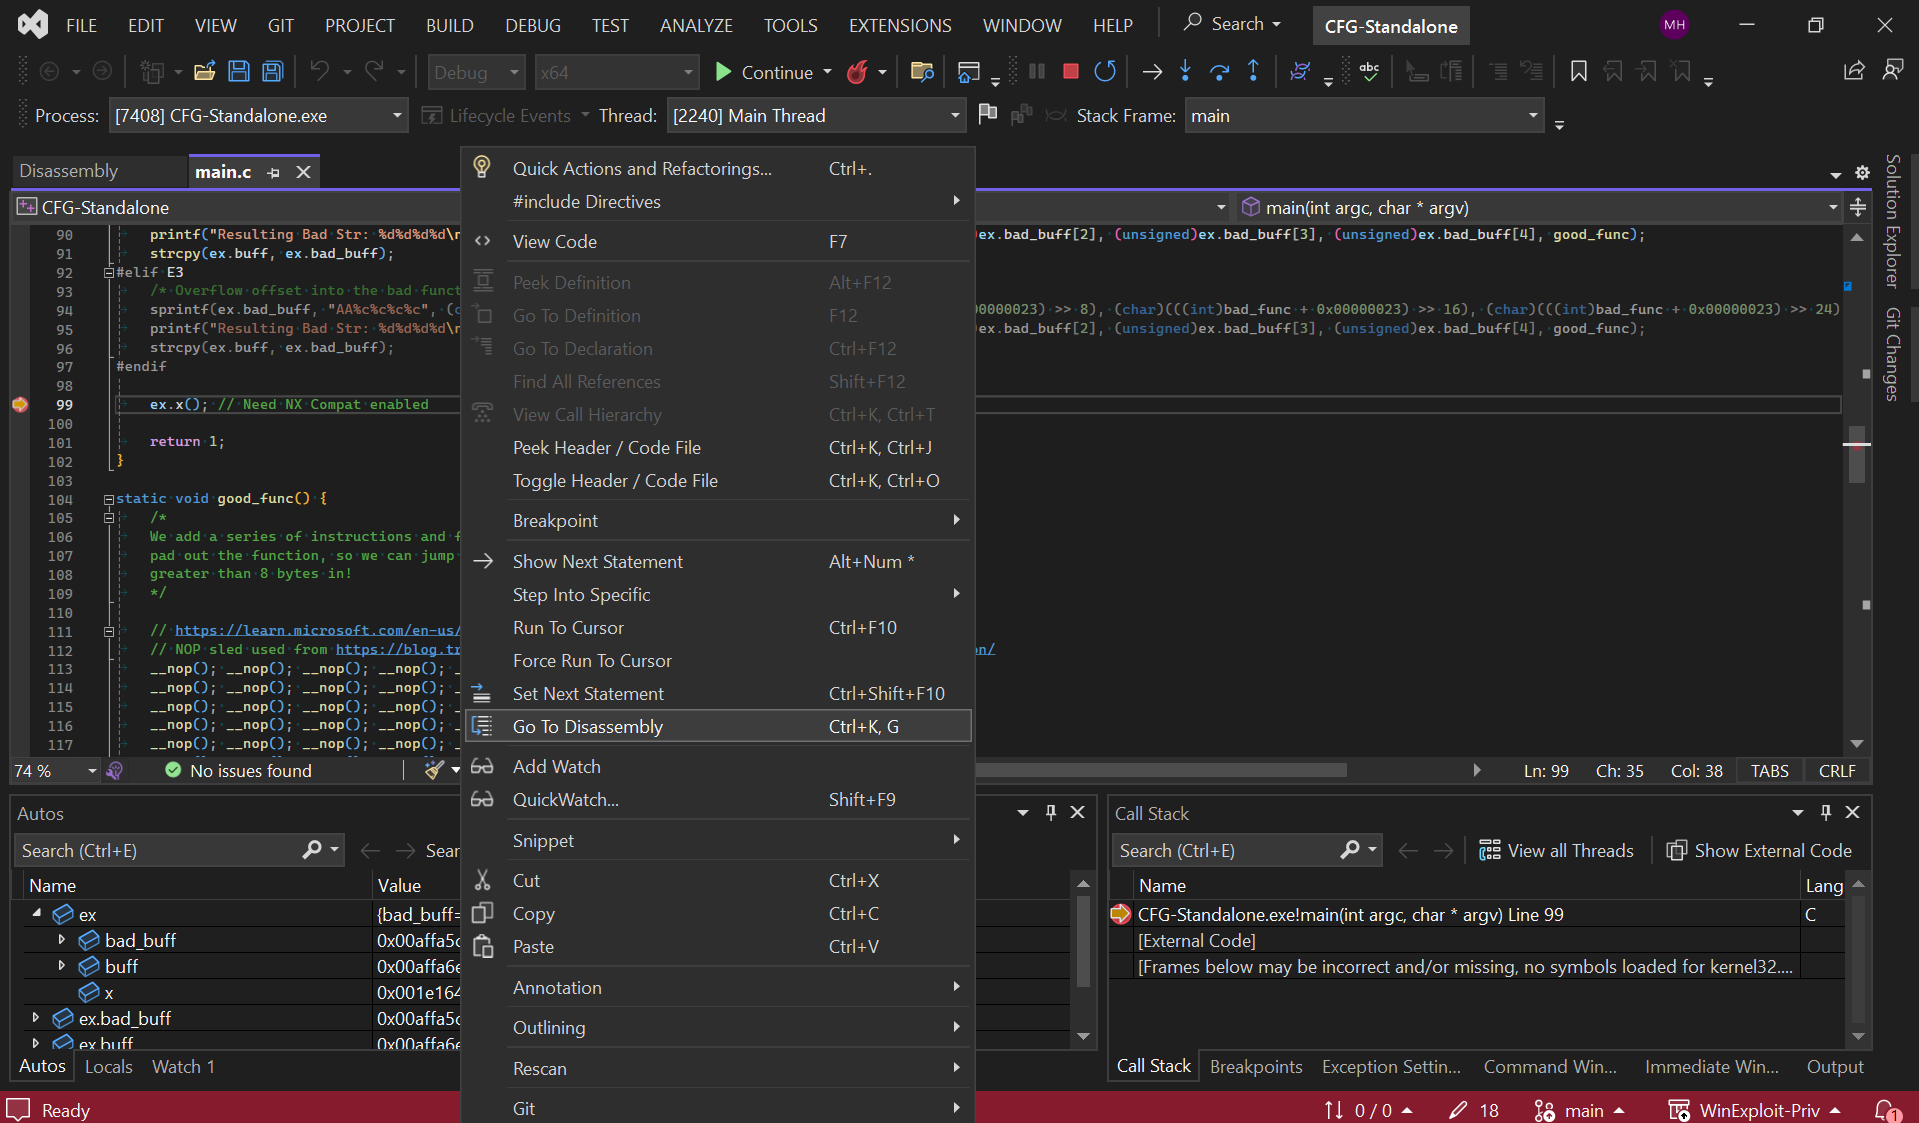 FILE EDIT VIEW GIT PROJECT BUILD DEBUG TEST ANALYZE TOOLS EXTENSIONS WINDOW HELP Search CFG-Standalone MH
Debug x64 Continue abc
Process: [7408] CFG-Standalone.exe Lifecycle Events Thread: [2240] Main Thread Stack Frame: main
Disassembly main.c
CFG-Standalone main(int argc, char * argv)
90 printf("Resulting Bad Str: %d%d%d%d\n )ex.bad_buff[2], (unsigned)ex.bad_buff[3], (unsigned)ex.bad_buff[4], good_func);
91 strcpy(ex.buff, ex.bad_buff);
92 #elif E3
93 /* Overflow offset into the bad funct
94 sprintf(ex.bad_buff, "AA%c%c%c%c", (c 00000023) >> 8), (char)(((int)bad_func + 0x00000023) >> 16), (char)(((int)bad_func + 0x00000023) >> 24)
95 printf("Resulting Bad Str: %d%d%d%d\n )ex.bad_buff[2], (unsigned)ex.bad_buff[3], (unsigned)ex.bad_buff[4], good_func);
96 strcpy(ex.buff, ex.bad_buff);
97 #endif
98
99 ex.x(); // Need NX Compat enabled
100
101 return 1;
102 }
103
104 static void good_func() {
105 /*
106 We add a series of instructions and f
107 pad out the function, so we can jump
108 greater than 8 bytes in!
109 */
110
111 // https://learn.microsoft.com/en-us/
112 // NOP sled used from https://blog.tr on/
113 __nop(); __nop(); __nop(); __nop(); _
114 __nop(); __nop(); __nop(); __nop(); _
115 __nop(); __nop(); __nop(); __nop(); _
116 __nop(); __nop(); __nop(); __nop(); _
117 __nop(); __nop(); __nop(); __nop(); _
74 % No issues found Ln: 99 Ch: 35 Col: 38 TABS CRLF
Quick Actions and Refactorings... Ctrl+.
#include Directives
View Code F7
Peek Definition Alt+F12
Go To Definition F12
Go To Declaration Ctrl+F12
Find All References Shift+F12
View Call Hierarchy Ctrl+K, Ctrl+T
Peek Header / Code File Ctrl+K, Ctrl+J
Toggle Header / Code File Ctrl+K, Ctrl+O
Breakpoint
Show Next Statement Alt+Num *
Step Into Specific
Run To Cursor Ctrl+F10
Force Run To Cursor
Set Next Statement Ctrl+Shift+F10
Go To Disassembly Ctrl+K, G
Add Watch
QuickWatch... Shift+F9
Snippet
Cut Ctrl+X
Copy Ctrl+C
Paste Ctrl+V
Annotation
Outlining
Rescan
Git
Solution Explorer
Git Changes
Autos
Search (Ctrl+E) Sear
Name Value
ex {bad_buff=
bad_buff 0x00affa5c
buff 0x00affa6e
x 0x001e164
ex.bad_buff 0x00affa5c
ex.buff 0x00affa6e
Autos Locals Watch 1
Call Stack
Search (Ctrl+E) View all Threads Show External Code
Name Lang
CFG-Standalone.exe!main(int argc, char * argv) Line 99 C
[External Code]
[Frames below may be incorrect and/or missing, no symbols loaded for kernel32....
Call Stack Breakpoints Exception Settin... Command Win... Immediate Win... Output
Ready 0 / 0 18 main WinExploit-Priv 1